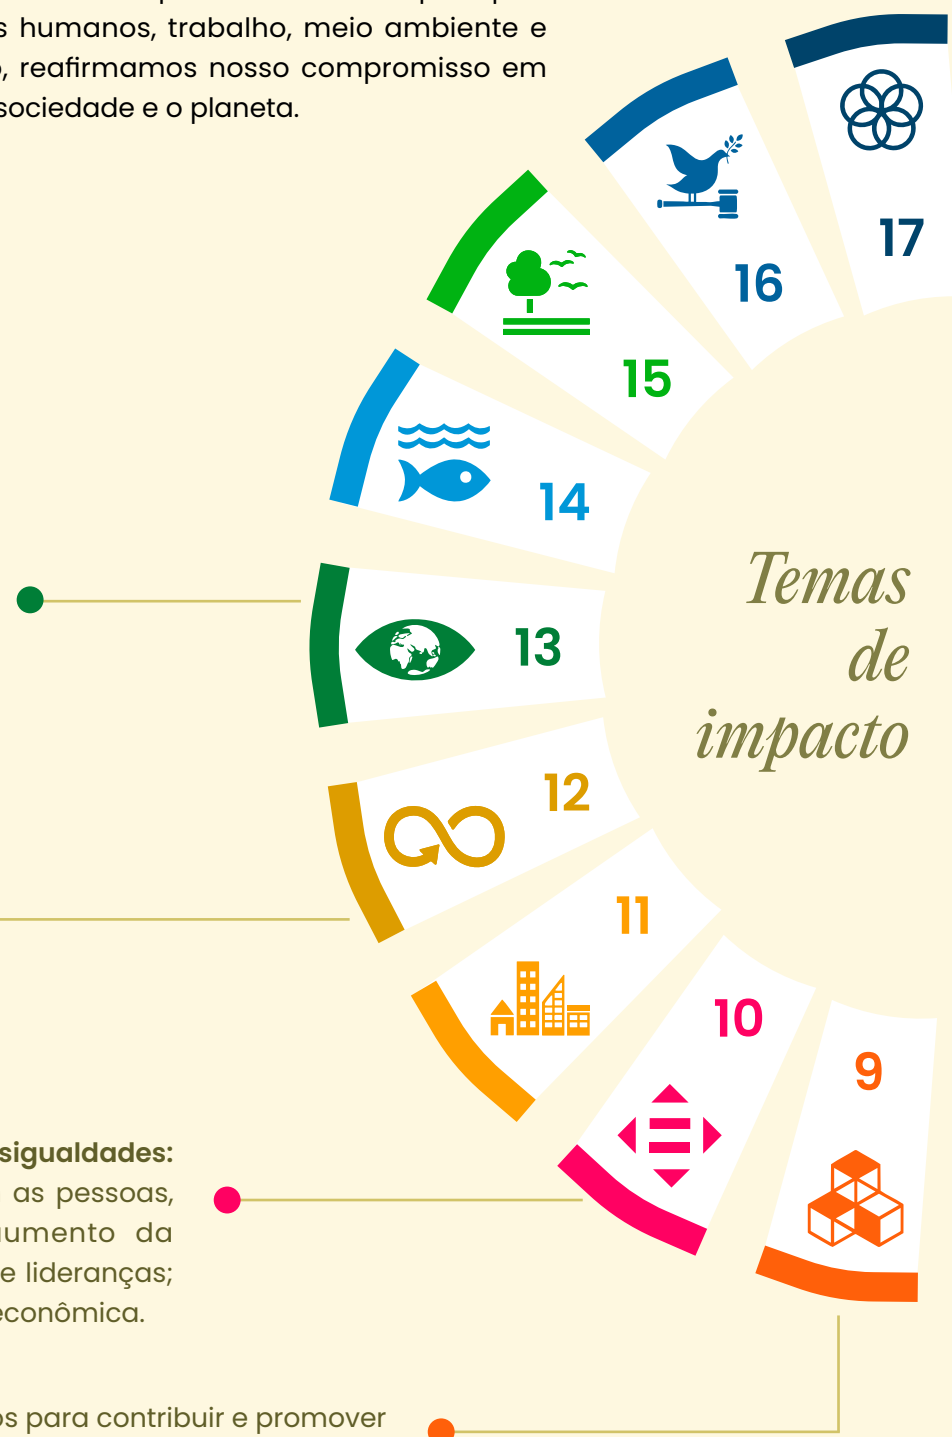 s humanos, trabalho, meio ambiente e
, reafirmamos nosso compromisso em
sociedade e o planeta.
17
16
15
14
13
12
11
10
9
Temas
de
impacto
sigualdades:
as pessoas,
umento da
e lideranças;
econômica.
os para contribuir e promover